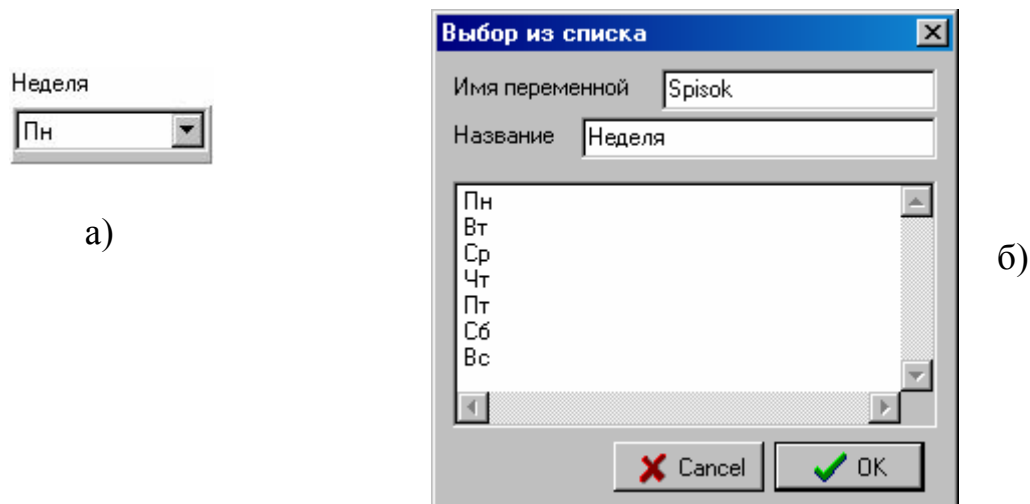 Неделя
Пн
а)
Выбор из списка
Имя переменной Spisok
Название Неделя
Пн
Вт
Ср
Чт
Пт
Сб
Вс
Cancel OK
б)